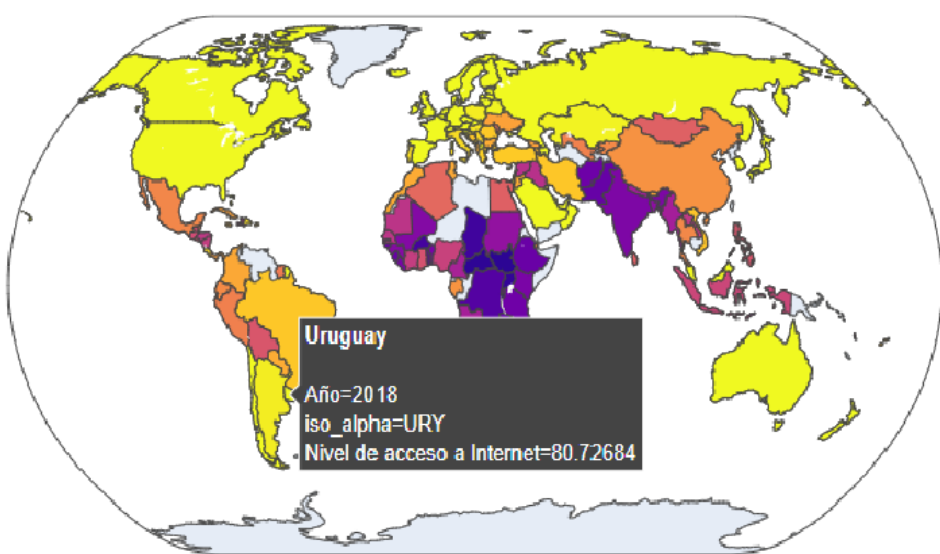 Uruguay
Año=2018
iso_alpha=URY
Nivel de acceso a Internet=80.72684